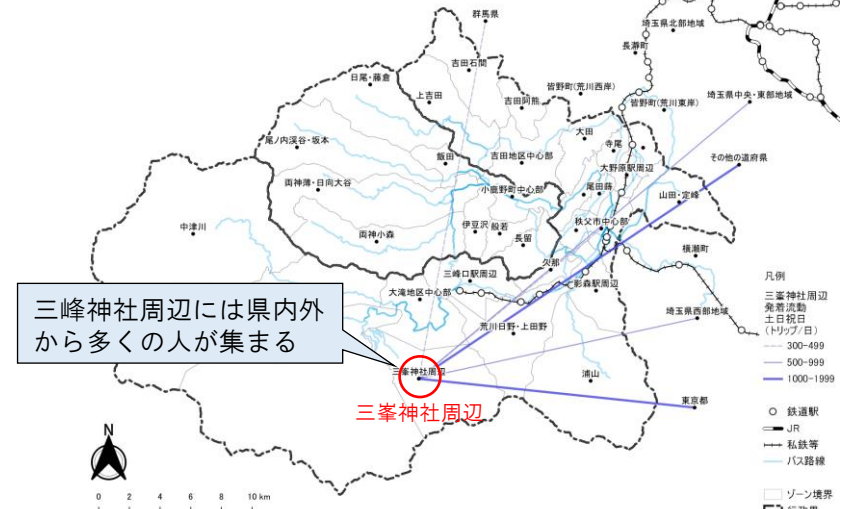 群馬県
埼玉県北部地域
長瀞町
吉田石間
日尾・藤倉
皆野町(荒川西岸)
上吉田
吉田阿熊
皆野町(荒川東岸)
埼玉県中央・東部地域
大田
尾ノ内渓谷・坂本
寺尾
飯田
吉田地区中心部
その他の道府県
大野原駅周辺
両神薄・日向大谷
小鹿野町中心部
尾田蒔
山田・定峰
中津川
秩父市中心部
伊豆沢
般若
両神小森
長留
横瀬町
久那
三峰口駅周辺
影森駅周辺
大滝地区中心部
埼玉県西部地域
荒川日野・上田野
三峰神社周辺には県内外
から多くの人が集まる
三峯神社周辺
浦山
東京都
三峯神社周辺
凡例
三峯神社周辺
発着流動
土日祝日
(トリップ/日)
300-499
500-999
1000-1999
鉄道駅
JR
私鉄等
バス路線
ゾーン境界
N
0 2 4 6 8 10 km